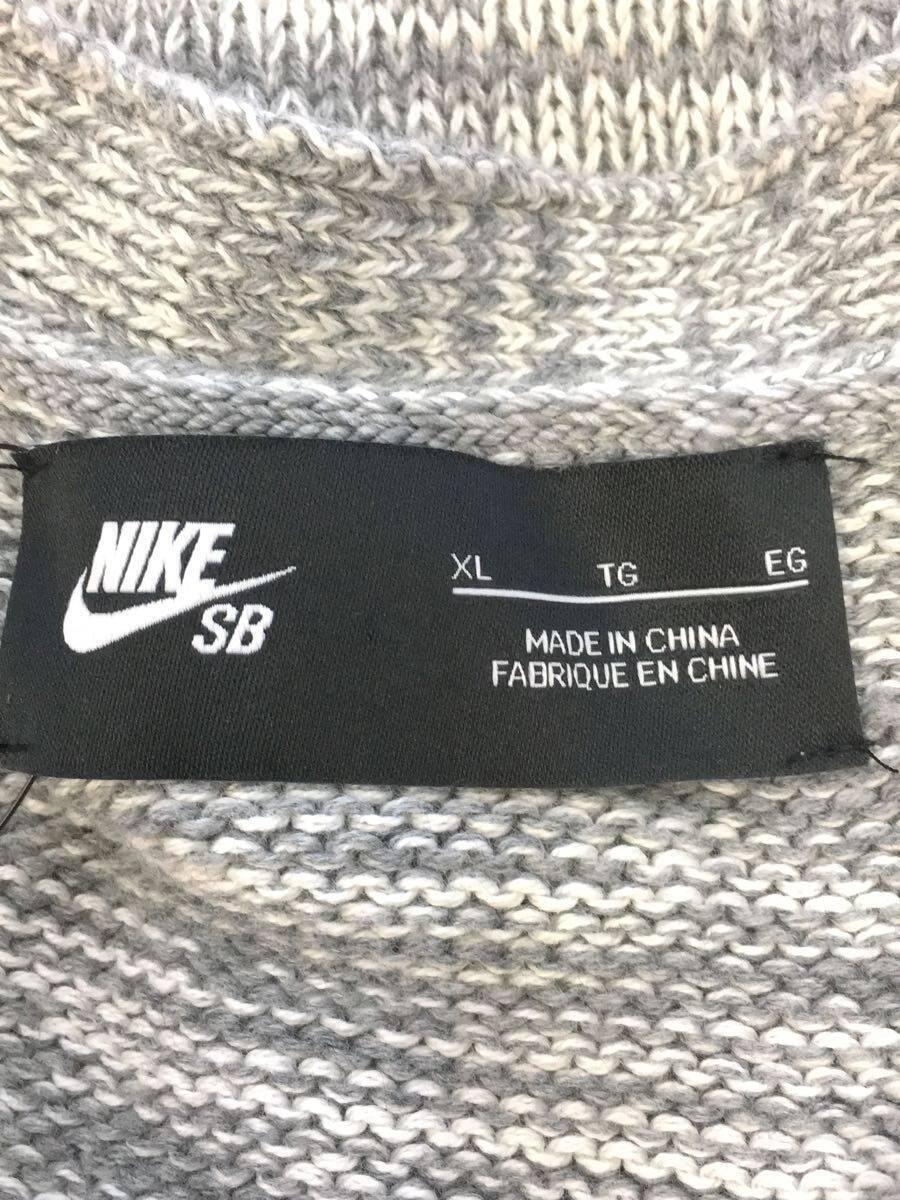 NIKE
SB
XL TG EG
MADE IN CHINA
FABRIQUE EN CHINE